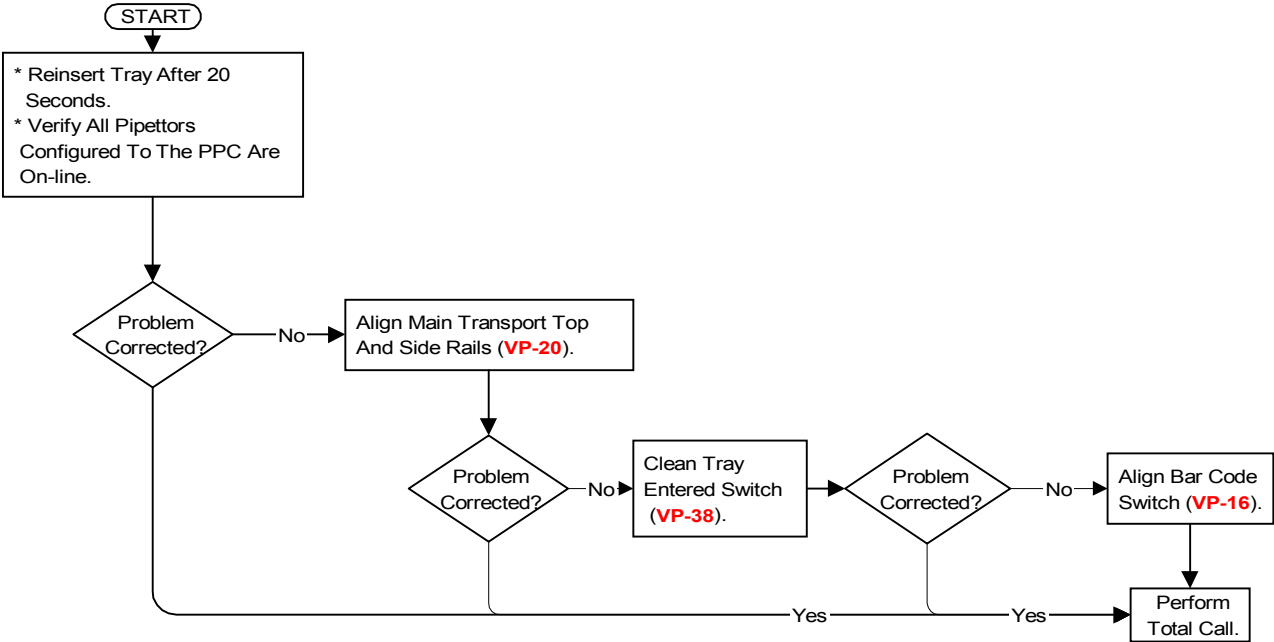 START
* Reinsert Tray After 20
Seconds.
* Verify All Pipettors
Configured To The PPC Are
On-line.
Problem
Corrected?
No
Align Main Transport Top
And Side Rails (VP-20).
Problem
Corrected?
No
Clean Tray
Entered Switch
(VP-38).
Problem
Corrected?
No
Align Bar Code
Switch (VP-16).
Yes
Yes
Perform
Total Call.